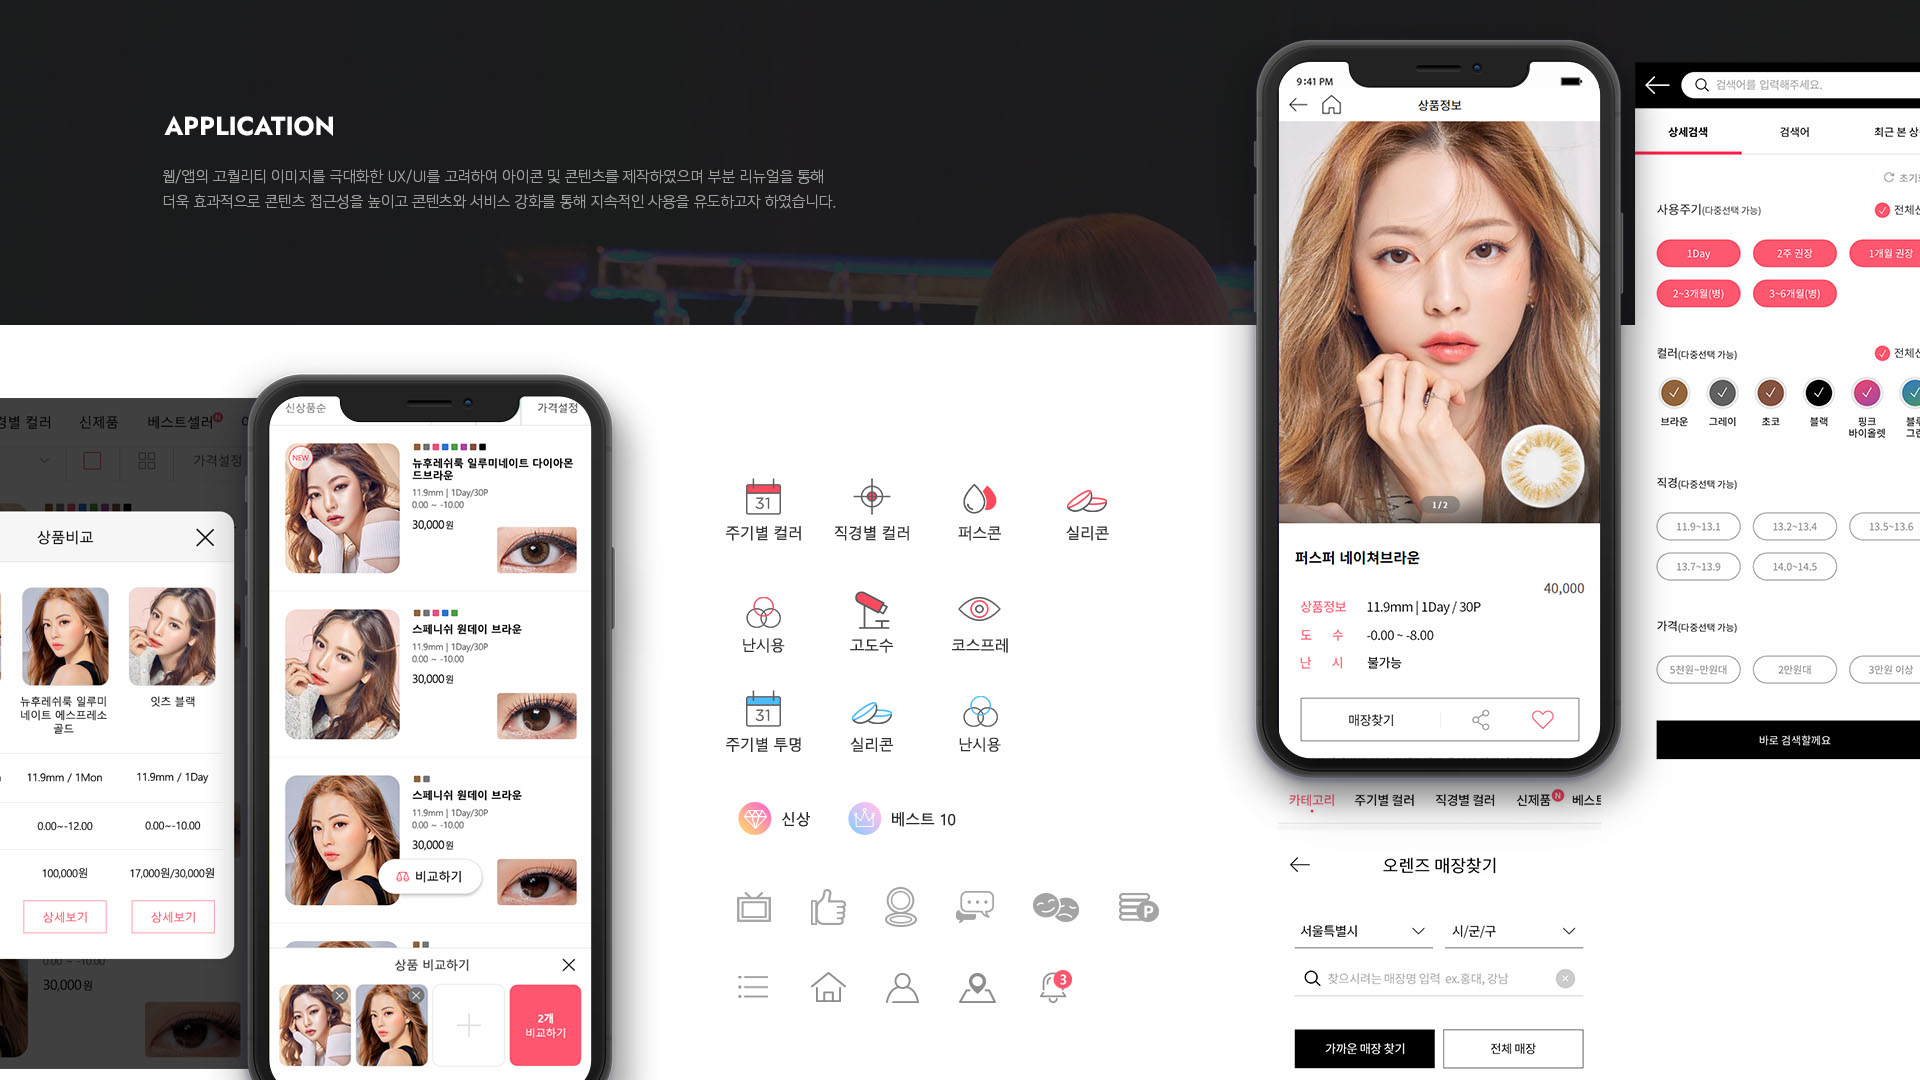 APPLICATION
웹/앱의 고퀄리티 이미지를 극대화한 UX/UI를 고려하여 아이콘 및 콘텐츠를 제작하였으며 부분 리뉴얼을 통해
더욱 효과적으로 콘텐츠 접근성을 높이고 콘텐츠와 서비스 강화를 통해 지속적인 사용을 유도하고자 하였습니다.
경별 컬러 신제품 베스트셀러 N
가격설정
상품비교
뉴후레쉬룩 일루미
네이트 에스프레소
골드
잇츠 블랙
11.9mm / 1Mon 11.9mm / 1Day
0.00~-12.00 0.00~-10.00
100,000원 17,000원/30,000원
상세보기 상세보기
0.00 ~ -10.00
30,000원
신상품순 가격설정
NEW
뉴후레쉬룩 일루미네이트 다이아몬
드브라운
11.9mm | 1Day/30P
0.00 ~ -10.00
30,000원
스페니쉬 원데이 브라운
11.9mm | 1Day/30P
0.00 ~ -10.00
30,000원
스페니쉬 원데이 브라운
11.9mm | 1Day/30P
0.00 ~ -10.00
30,000원
비교하기
상품 비교하기
2개
비교하기
31
주기별 컬러 직경별 컬러 퍼스콘 실리콘
난시용 고도수 코스프레
31
주기별 투명 실리콘 난시용
신상 베스트 10
P
3
9:41 PM
상품정보
1/2
퍼스퍼 네이쳐브라운
40,000
상품정보 11.9mm | 1Day / 30P
도 수 -0.00 ~ -8.00
난 시 불가능
매장찾기
카테고리 주기별 컬러 직경별 컬러 신제품 N 베스트
오렌즈 매장찾기
서울특별시 시/군/구
찾으시려는 매장명 입력 ex.홍대, 강남
가까운 매장 찾기 전체 매장
검색어를 입력해주세요.
상세검색 검색어 최근 본 상
초기화
사용주기(다중선택 가능) 전체선
1Day 2주 권장 1개월 권장
2~3개월(병) 3~6개월(병)
컬러(다중선택 가능) 전체선
브라운 그레이 초코 블랙 핑크
바이올렛
블루
그린
직경(다중선택 가능)
11.9~13.1 13.2~13.4 13.5~13.6
13.7~13.9 14.0~14.5
가격(다중선택 가능)
5천원~만원대 2만원대 3만원 이상
바로 검색할께요